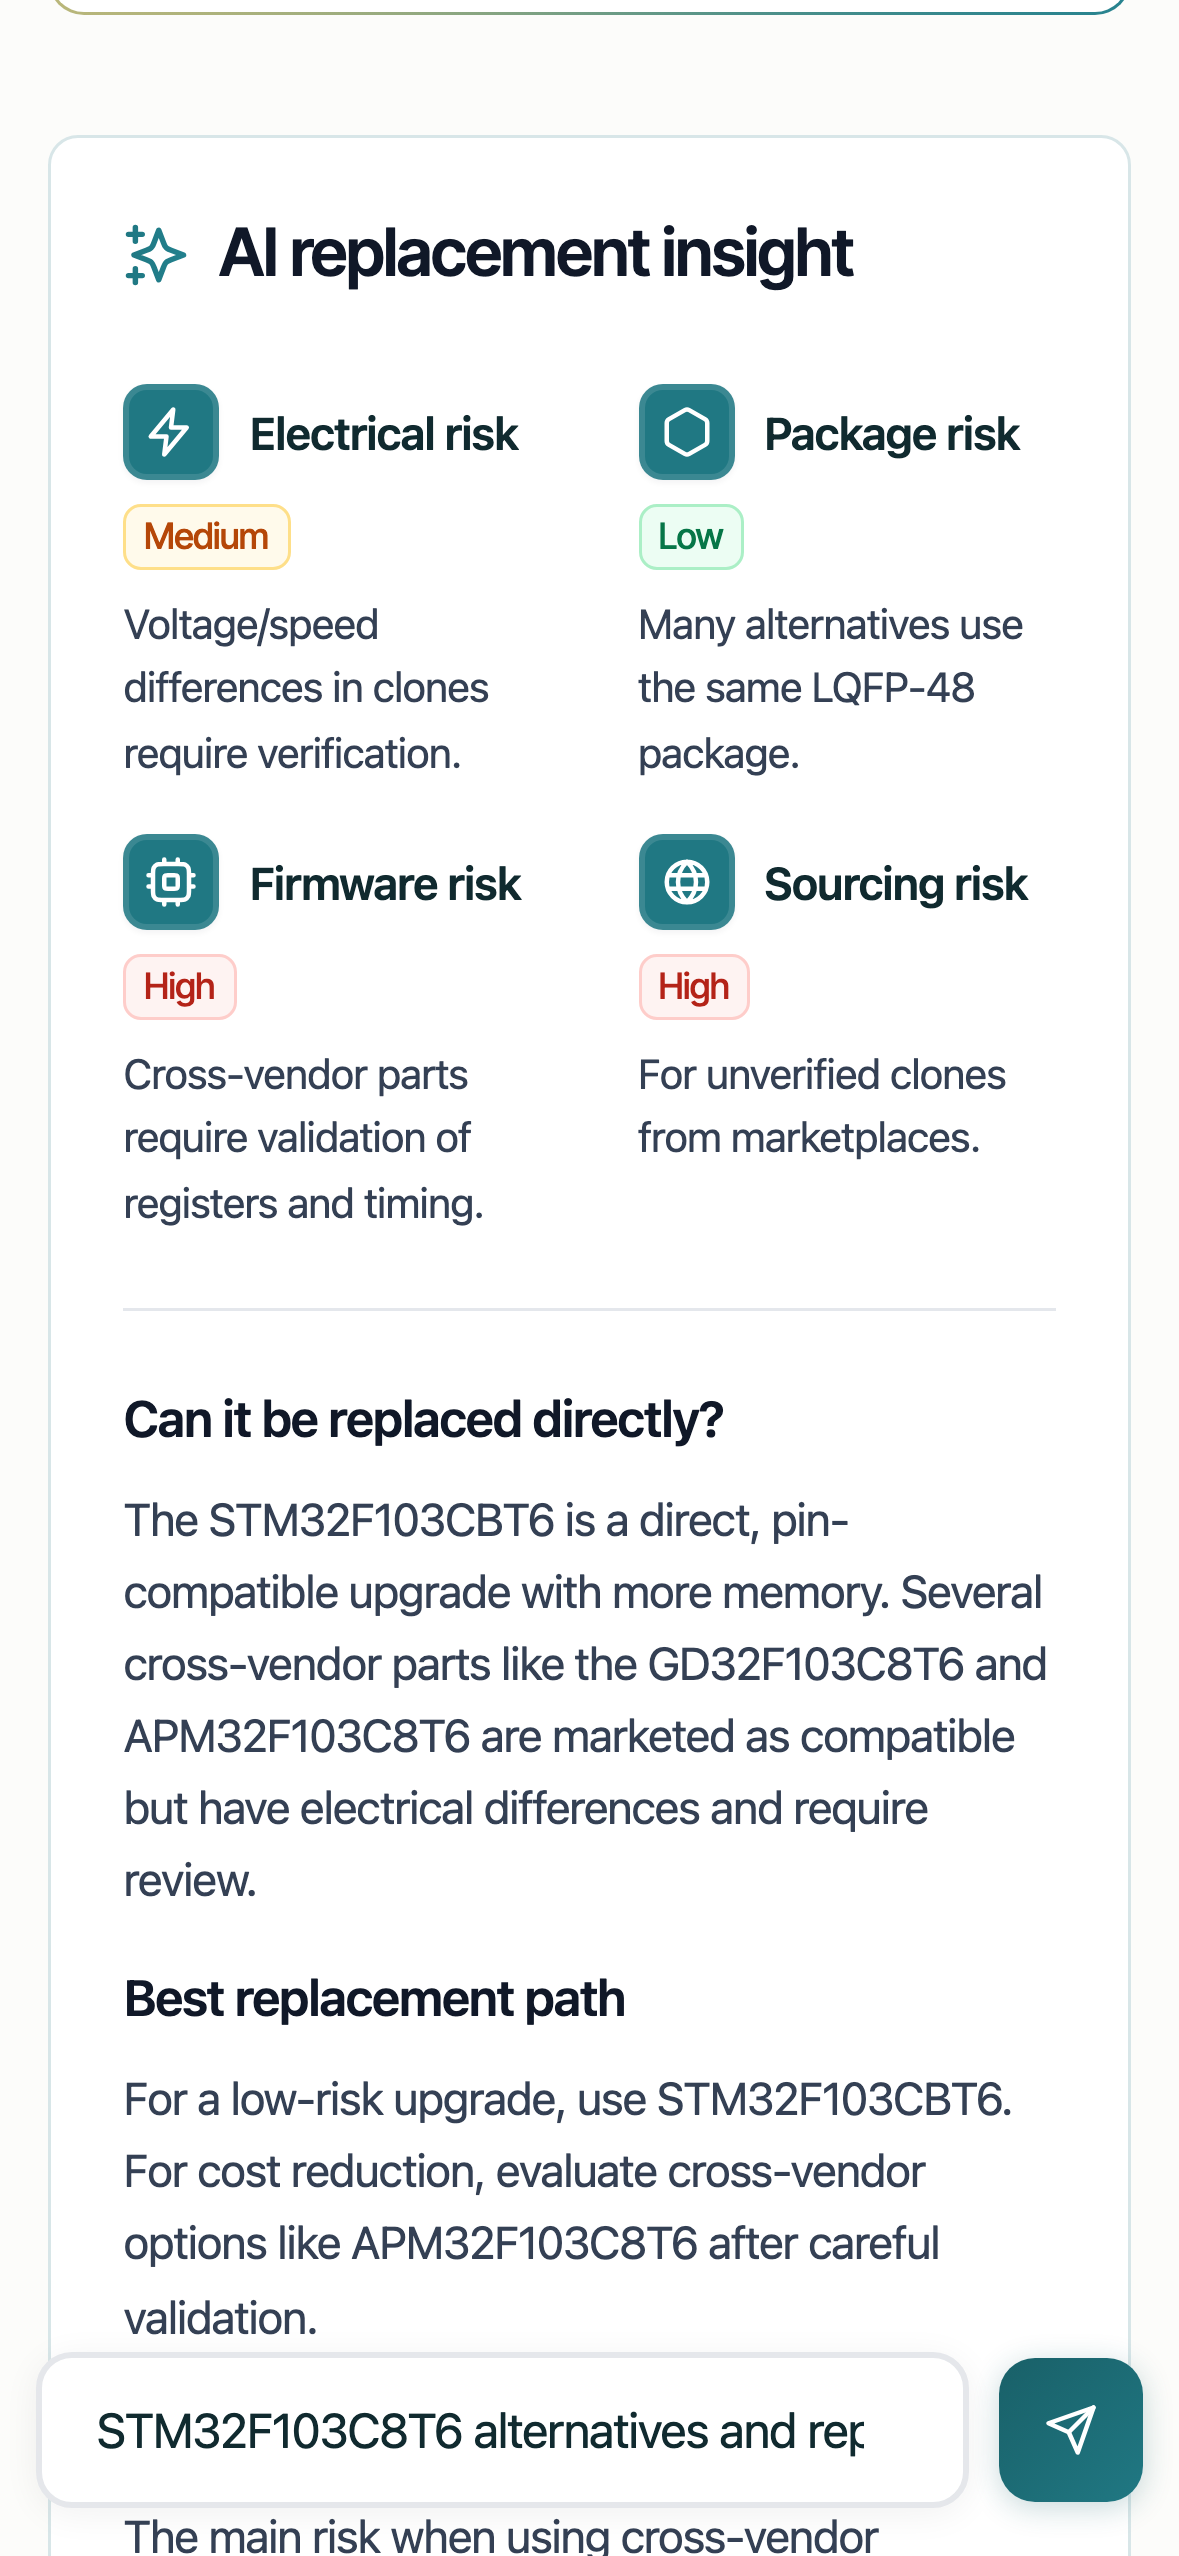 AI replacement insight
Electrical risk
Medium
Voltage/speed
differences in clones
require verification.
Package risk
Low
Many alternatives use
the same LQFP-48
package.
Firmware risk
High
Cross-vendor parts
require validation of
registers and timing.
Sourcing risk
High
For unverified clones
from marketplaces.
Can it be replaced directly?
The STM32F103CBT6 is a direct, pin-
compatible upgrade with more memory. Several
cross-vendor parts like the GD32F103C8T6 and
APM32F103C8T6 are marketed as compatible
but have electrical differences and require
review.
Best replacement path
For a low-risk upgrade, use STM32F103CBT6.
For cost reduction, evaluate cross-vendor
options like APM32F103C8T6 after careful
validation.
STM32F103C8T6 alternatives and rep
The main risk when using cross-vendor